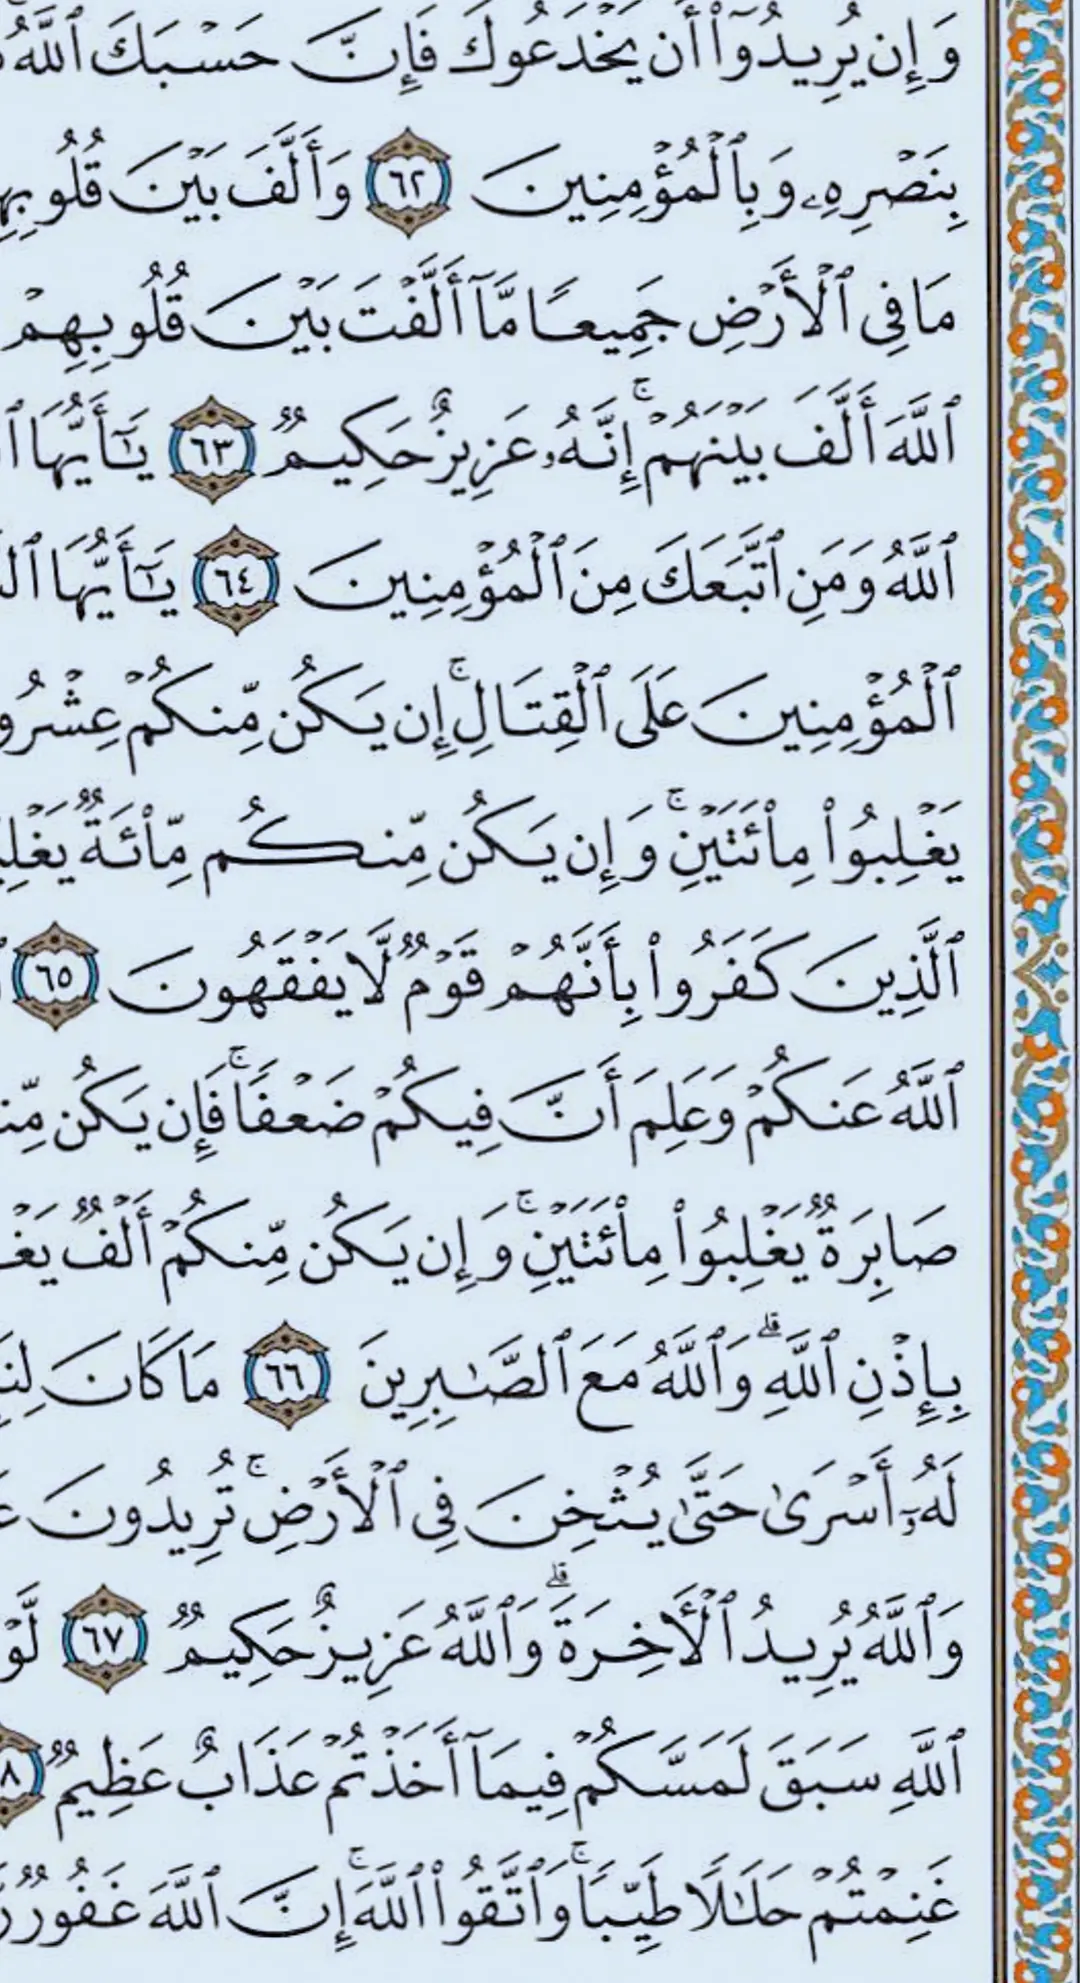 وَإِن يُرِيدُوٓا۟ أَن يَخْدَعُوكَ فَإِنَّ حَسْبَكَ ٱللَّهُ
بِنَصْرِهِۦ وَبِٱلْمُؤْمِنِينَ ٦٢ وَأَلَّفَ بَيْنَ قُلُوبِهِ
مَا فِى ٱلْأَرْضِ جَمِيعًا مَّآ أَلَّفْتَ بَيْنَ قُلُوبِهِمْ
ٱللَّهَ أَلَّفَ بَيْنَهُمْ ۚ إِنَّهُۥ عَزِيزٌ حَكِيمٌ ٦٣ يَـٰٓأَيُّهَا
ٱللَّهُ وَمَنِ ٱتَّبَعَكَ مِنَ ٱلْمُؤْمِنِينَ ٦٤ يَـٰٓأَيُّهَا
ٱلْمُؤْمِنِينَ عَلَى ٱلْقِتَالِ ۚ إِن يَكُن مِّنكُمْ عِشْرُو
يَغْلِبُوا۟ مِا۟ئَتَيْنِ ۚ وَإِن يَكُن مِّنكُم مِّا۟ئَةٌ يَغْلِ
ٱلَّذِينَ كَفَرُوا۟ بِأَنَّهُمْ قَوْمٌ لَّا يَفْقَهُونَ ٦٥
ٱللَّهُ عَنكُمْ وَعَلِمَ أَنَّ فِيكُمْ ضَعْفًا ۚ فَإِن يَكُن مِّن
صَابِرَةٌ يَغْلِبُوا۟ مِا۟ئَتَيْنِ ۚ وَإِن يَكُن مِّنكُمْ أَلْفٌ يَغْ
بِإِذْنِ ٱللَّهِ ۗ وَٱللَّهُ مَعَ ٱلصَّـٰبِرِينَ ٦٦ مَا كَانَ لِنَ
لَهُۥٓ أَسْرَىٰ حَتَّىٰ يُثْخِنَ فِى ٱلْأَرْضِ ۚ تُرِيدُونَ
وَٱللَّهُ يُرِيدُ ٱلْـَٔاخِرَةَ ۗ وَٱللَّهُ عَزِيزٌ حَكِيمٌ ٦٧ لَّوْ
ٱللَّهِ سَبَقَ لَمَسَّكُمْ فِيمَآ أَخَذْتُمْ عَذَابٌ عَظِيمٌ ٨
غَنِمْتُمْ حَلَـٰلًا طَيِّبًا ۚ وَٱتَّقُوا۟ ٱللَّهَ ۚ إِنَّ ٱللَّهَ غَفُورٌ